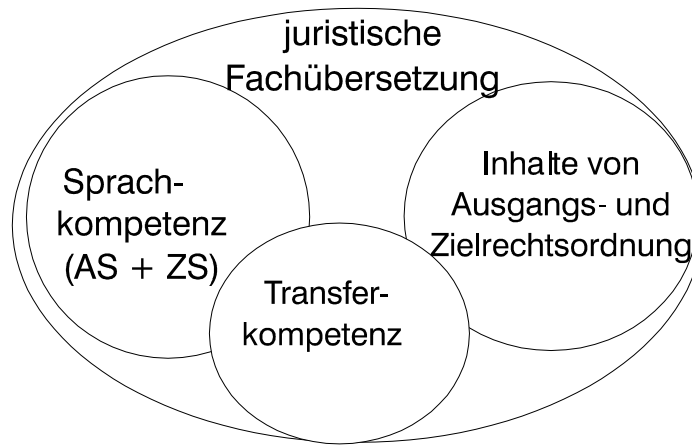 juristische
Fachübersetzung
Sprach-
kompetenz
(AS + ZS)
Inhalte von
Ausgangs- und
Zielrechtsordnung
Transfer-
kompetenz